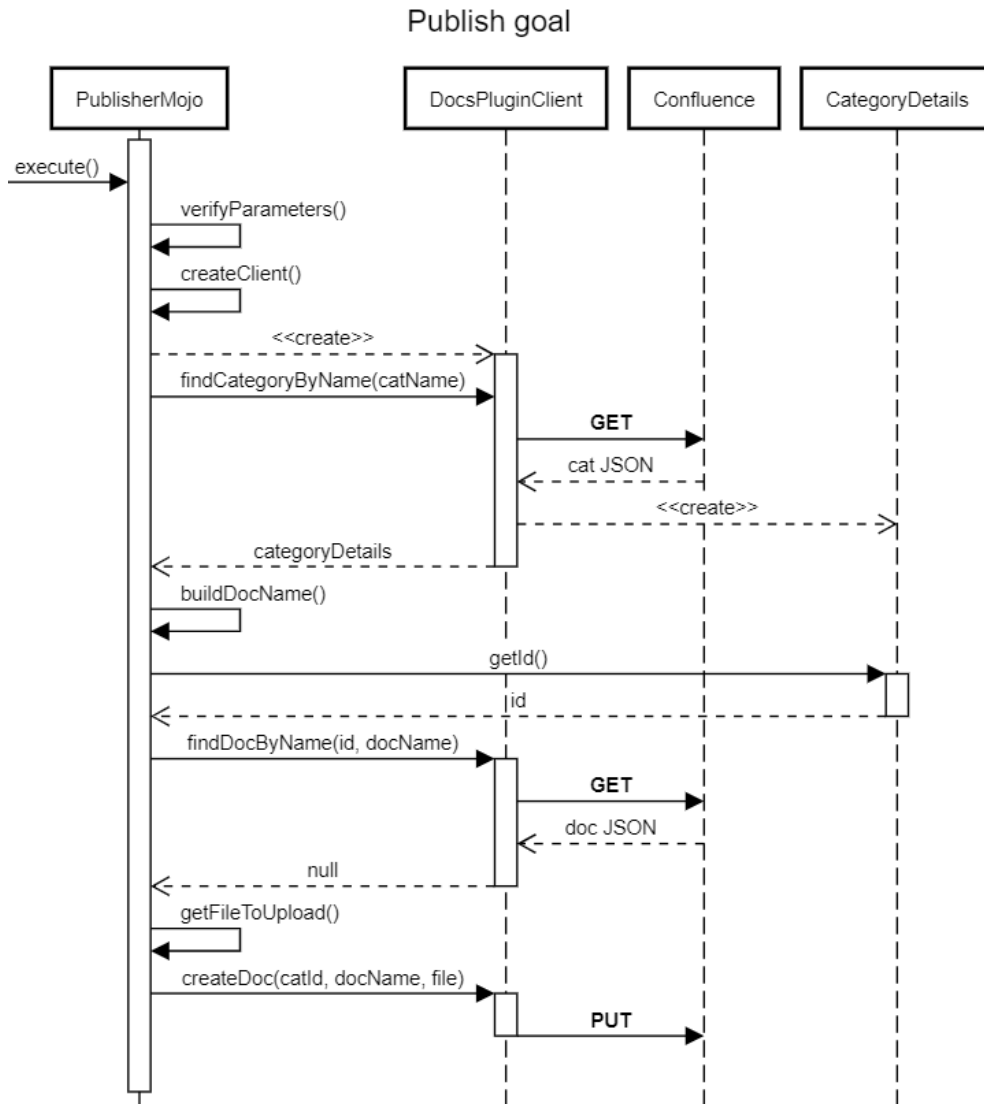 Publish goal
PublisherMojo
DocsPluginClient
Confluence
CategoryDetails
execute()
verifyParameters()
createClient()
<<create>>
findCategoryByName(catName)
GET
cat JSON
<<create>>
categoryDetails
buildDocName()
getId()
id
findDocByName(id, docName)
GET
doc JSON
null
getFileToUpload()
createDoc(catId, docName, file)
PUT